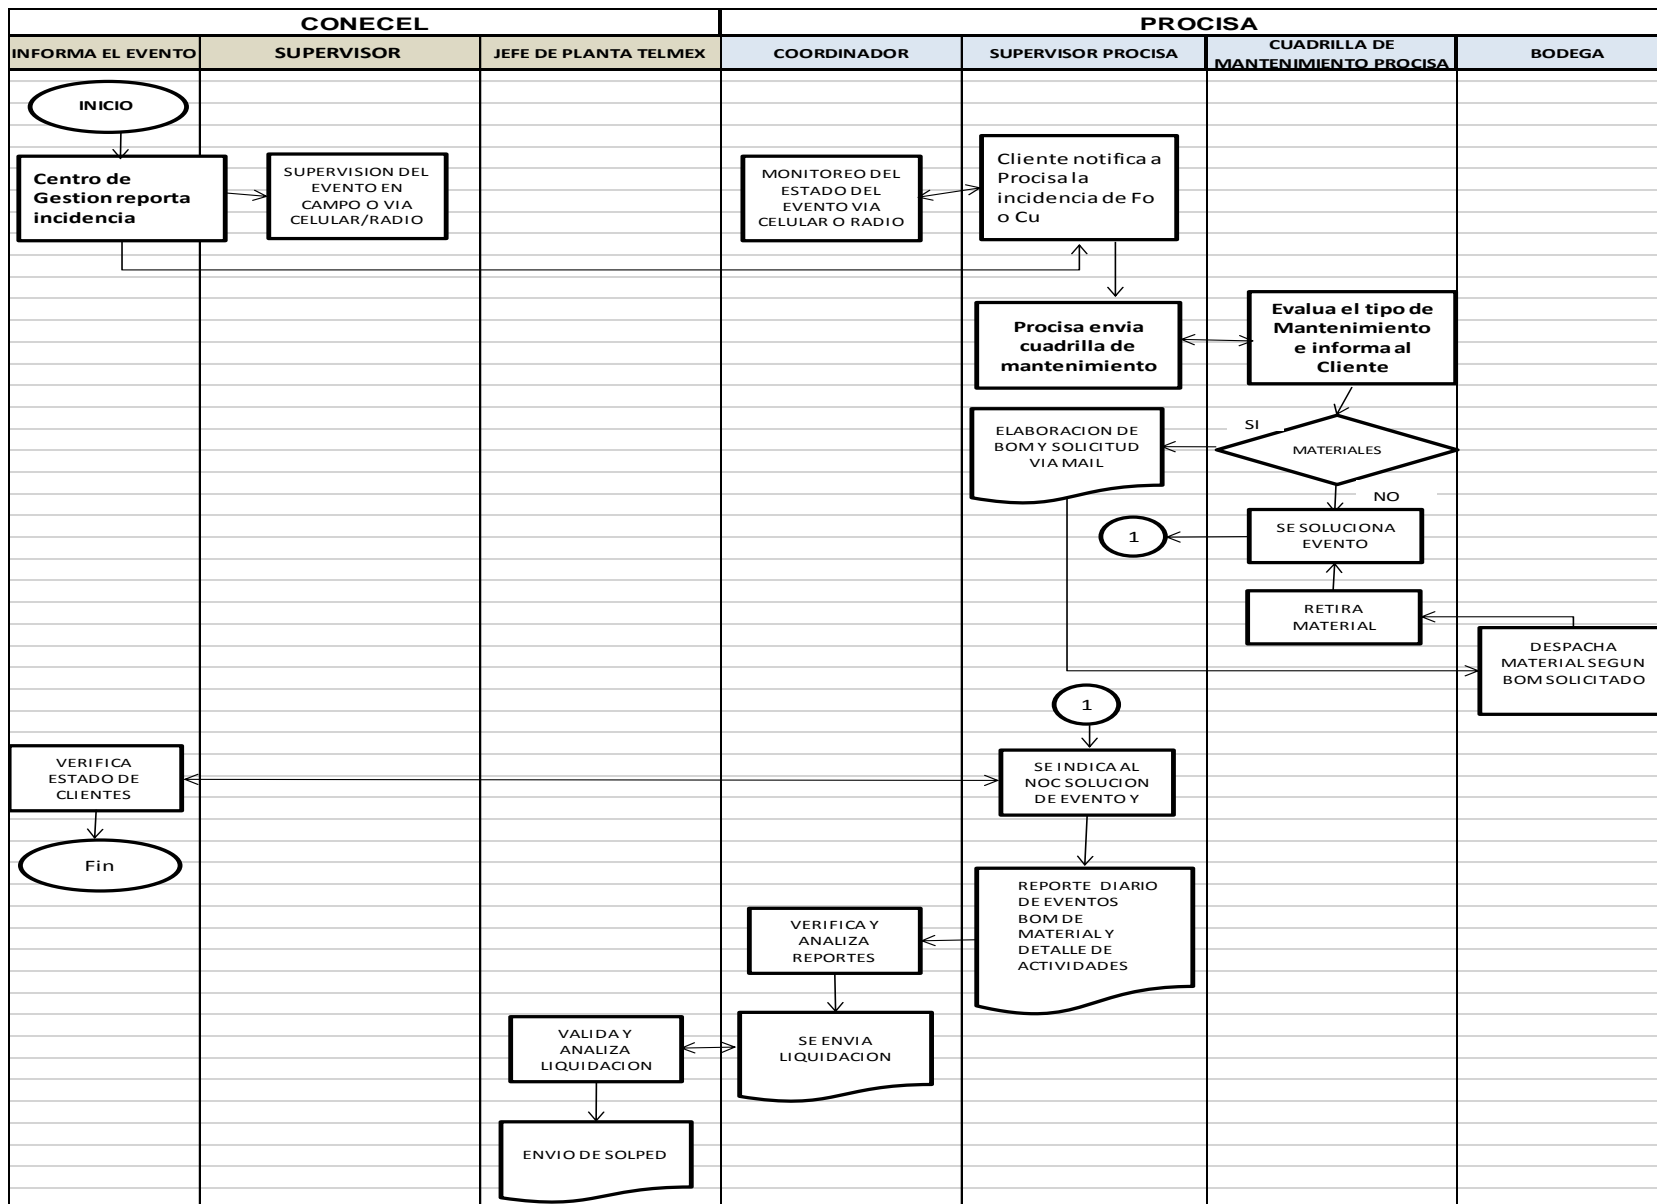 CONECEL
PROCISA
INFORMA EL EVENTO
SUPERVISOR
JEFE DE PLANTA TELMEX
COORDINADOR
SUPERVISOR PROCISA
CUADRILLA DE
MANTENIMIENTO PROCISA
BODEGA
INICIO
Centro de
Gestion reporta
incidencia
SUPERVISION DEL
EVENTO EN
CAMPO O VIA
CELULAR/RADIO
MONITOREO DEL
ESTADO DEL
EVENTO VIA
CELULAR O RADIO
Cliente notifica a
Procisa la
incidencia de Fo
o Cu
Procisa envia
cuadrilla de
mantenimiento
Evalua el tipo de
Mantenimiento
e informa al
Cliente
ELABORACION DE
BOM Y SOLICITUD
VIA MAIL
SI
MATERIALES
NO
1
SE SOLUCIONA
EVENTO
RETIRA
MATERIAL
DESPACHA
MATERIAL SEGUN
BOM SOLICITADO
1
VERIFICA
ESTADO DE
CLIENTES
SE INDICA AL
NOC SOLUCION
DE EVENTO Y
Fin
REPORTE DIARIO
DE EVENTOS
BOM DE
MATERIAL Y
DETALLE DE
ACTIVIDADES
VERIFICA Y
ANALIZA
REPORTES
VALIDA Y
ANALIZA
LIQUIDACION
SE ENVIA
LIQUIDACION
ENVIO DE SOLPED